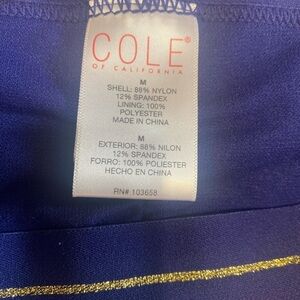 COLE®
OF CALIFORNIA
M
SHELL: 88% NYLON
12% SPANDEX
LINING: 100%
POLYESTER
MADE IN CHINA
M
EXTERIOR: 88% NILON
12% SPANDEX
FORRO: 100% POLIESTER
HECHO EN CHINA
RN# 103658